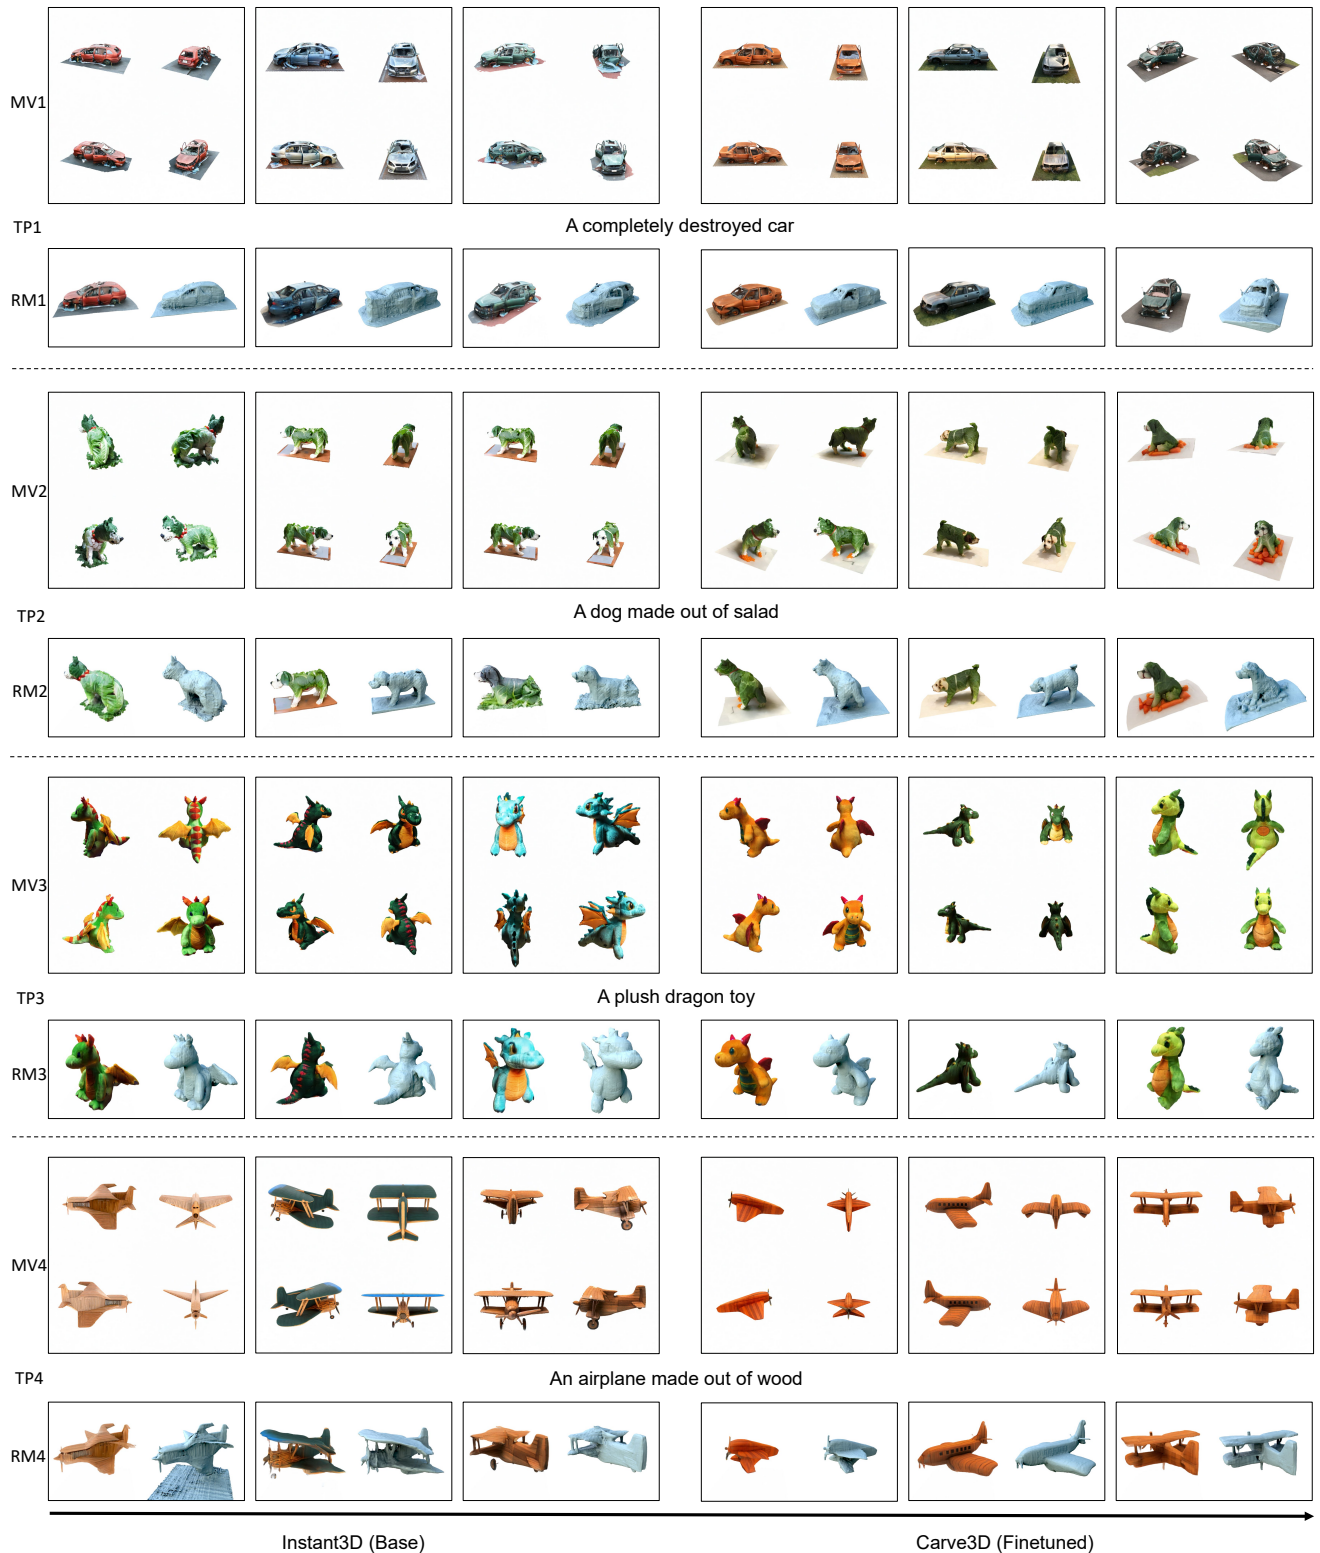 MV1
TP1
A completely destroyed car
RM1
MV2
TP2
A dog made out of salad
RM2
MV3
TP3
A plush dragon toy
RM3
MV4
TP4
An airplane made out of wood
RM4
Instant3D (Base)
Carve3D (Finetuned)